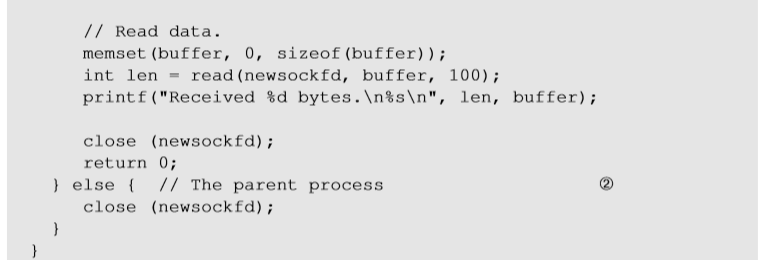 // Read data.
memset(buffer, 0, sizeof(buffer));
int len = read(newsockfd, buffer, 100);
printf("Received %d bytes.\n%s\n", len, buffer);
close (newsockfd);
return 0;
} else {  // The parent process ②
close (newsockfd);
}
}